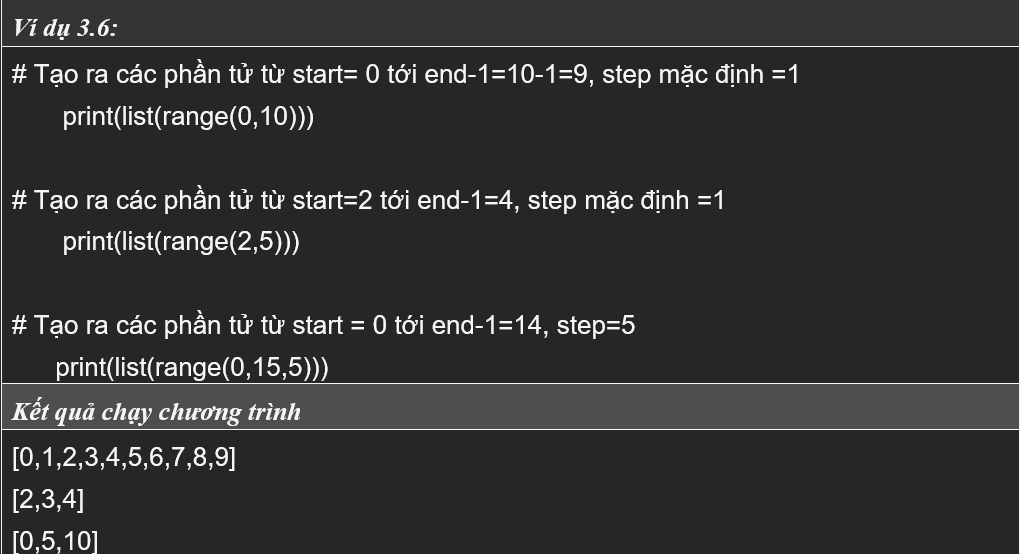 Ví dụ 3.6:
# Tạo ra các phần tử từ start= 0 tới end-1=10-1=9, step mặc định =1
print(list(range(0,10)))
# Tạo ra các phần tử từ start=2 tới end-1=4, step mặc định =1
print(list(range(2,5)))
# Tạo ra các phần tử từ start = 0 tới end-1=14, step=5
print(list(range(0,15,5)))
Kết quả chạy chương trình
[0,1,2,3,4,5,6,7,8,9]
[2,3,4]
[0,5,10]